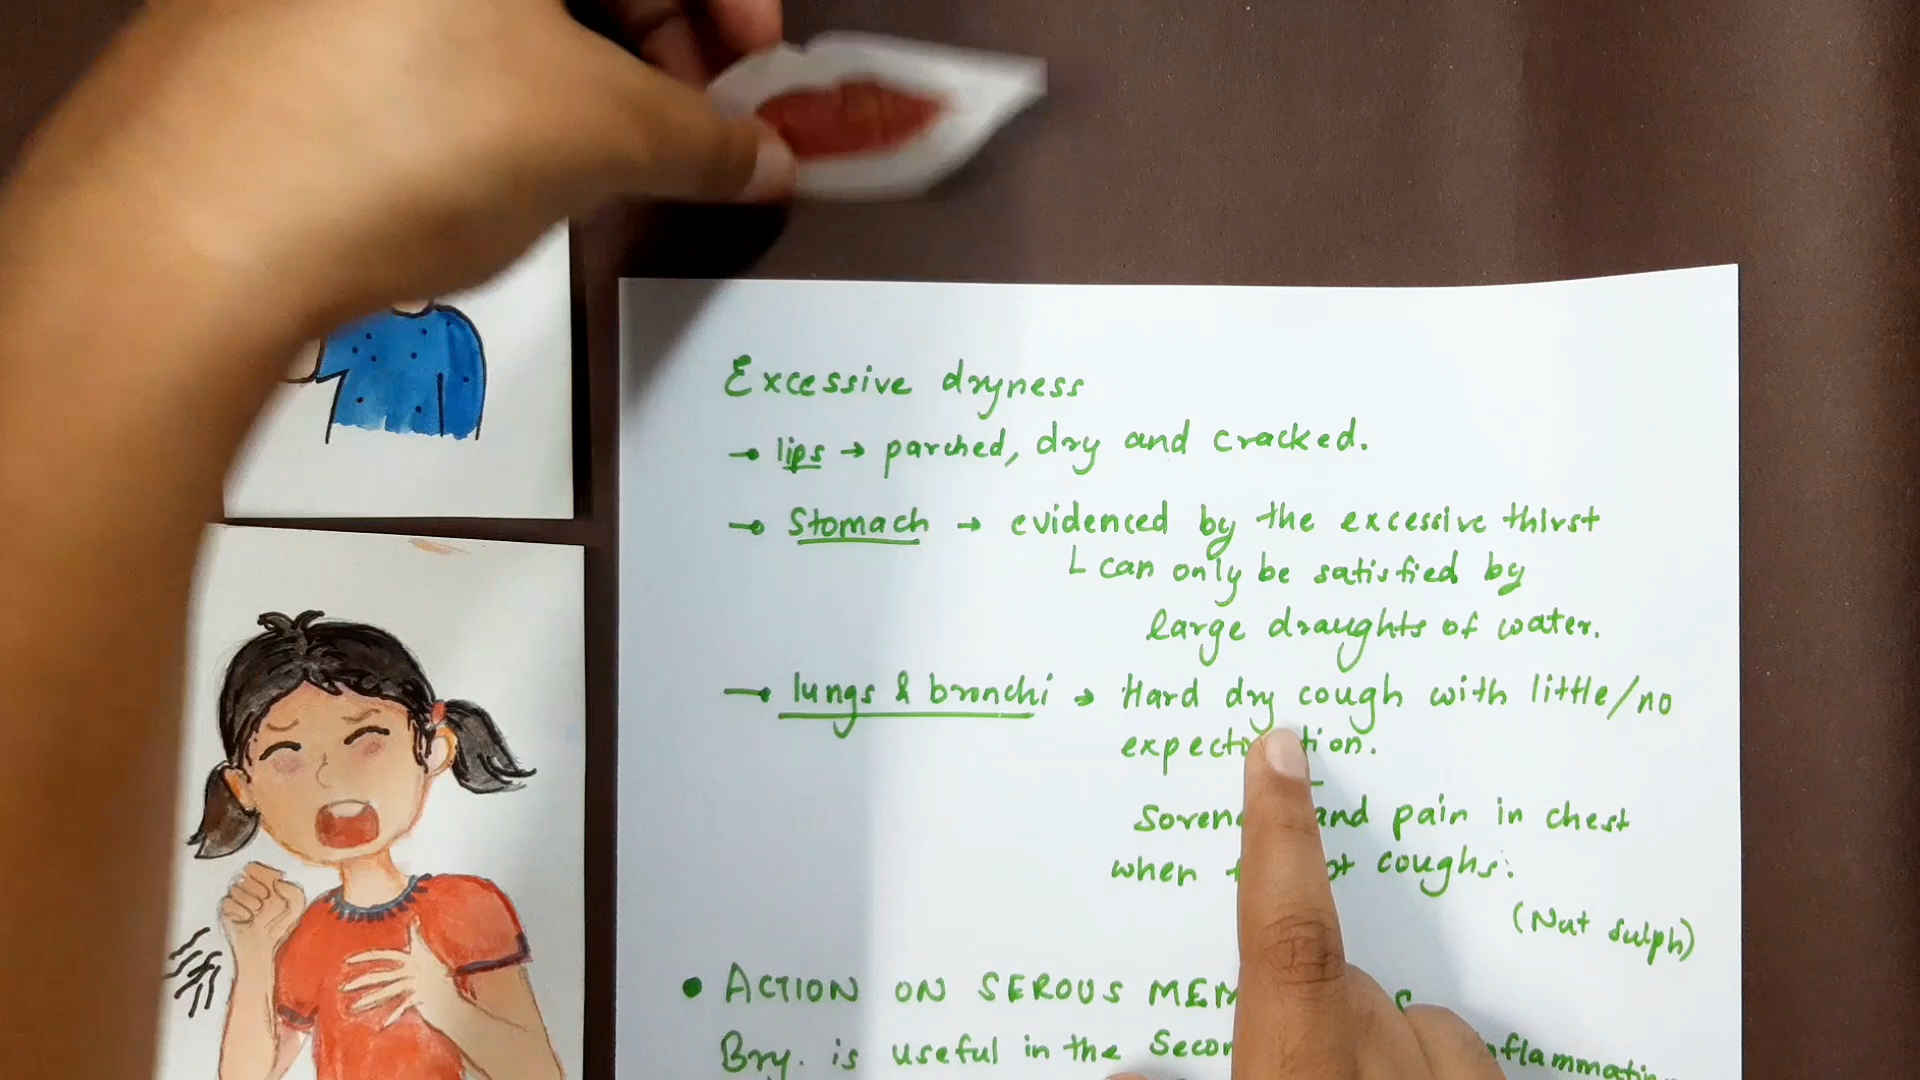 Excessive dryness
→ lips → parched, dry and cracked.
→ Stomach → evidenced by the excessive thirst
L can only be satisfied by
large draughts of water.
→ lungs & bronchi → Hard dry cough with little/no
expectration.
and pain in chest
when coughs.
(Nat sulph)
• ACTION ON SEROUS
Bry. is useful in the